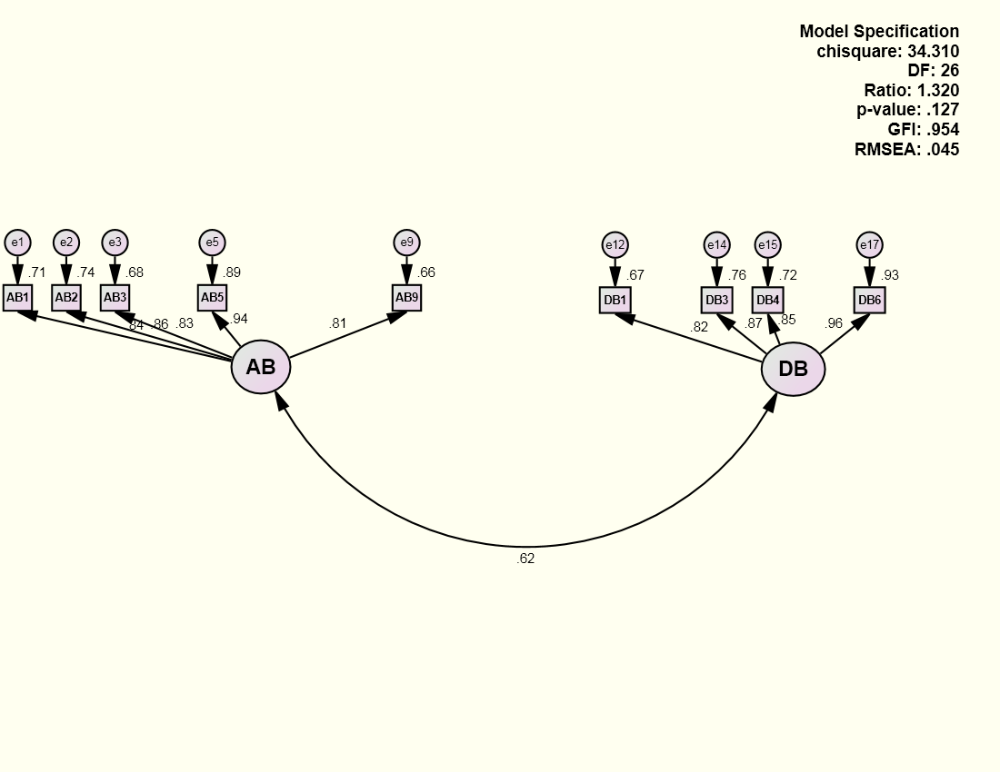 Model Specification
chisquare: 34.310
DF: 26
Ratio: 1.320
p-value: .127
GFI: .954
RMSEA: .045
e1 e2 e3 e5 e9 e12 e14 e15 e17
.71 .74 .68 .89 .66 .67 .76 .72 .93
AB1 AB2 AB3 AB5 AB9 DB1 DB3 DB4 DB6
.84 .86 .83 .94 .81 .82 .87 .85 .96
AB DB
.62